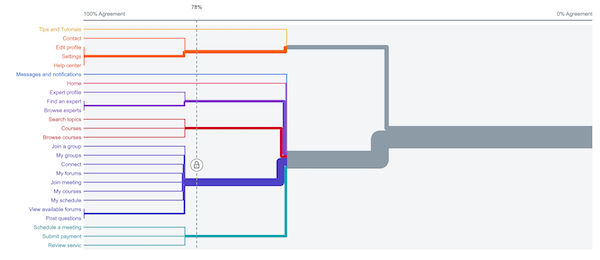 78%
100% Agreement
0% Agreement
Tips and Tutorials
Contact
Edit profile
Settings
Help center
Messages and notifications
Home
Expert profile
Find an expert
Browse experts
Search topics
Courses
Browse courses
Join a group
My groups
Connect
My forums
Join meeting
My courses
My schedule
View available forums
Post questions
Schedule a meeting
Submit payment
Review servic